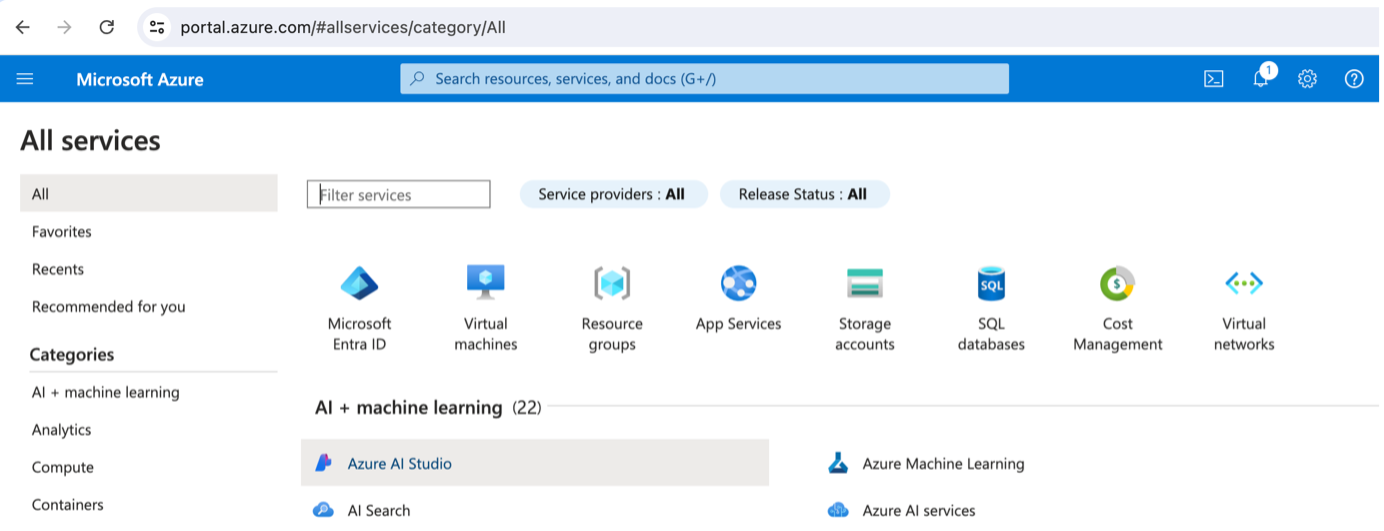 portal.azure.com/#allservices/category/All
Microsoft Azure
Search resources, services, and docs (G+/)
1
All services
All
Filter services
Service providers : All
Release Status : All
Favorites
Recents
Recommended for you
Categories
AI + machine learning
Analytics
Compute
Containers
Microsoft
Entra ID
Virtual
machines
Resource
groups
App Services
Storage
accounts
SQL
SQL
databases
$
Cost
Management
Virtual
networks
AI + machine learning (22)
Azure AI Studio
Azure Machine Learning
AI Search
Azure AI services